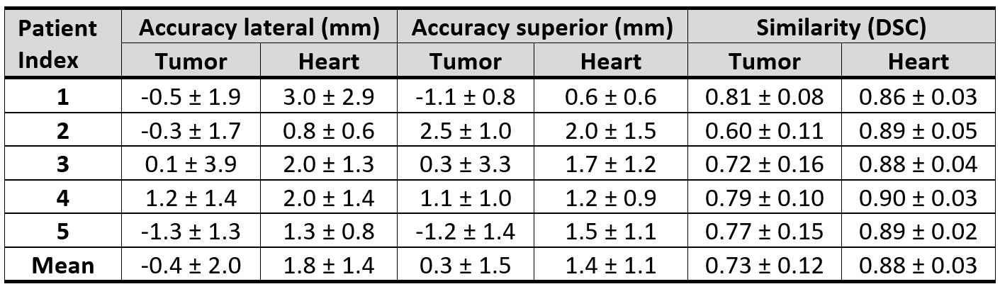 Patient Index Accuracy lateral (mm) Accuracy superior (mm) Similarity (DSC)
Tumor Heart Tumor Heart Tumor Heart
1 -0.5 ± 1.9 3.0 ± 2.9 -1.1 ± 0.8 0.6 ± 0.6 0.81 ± 0.08 0.86 ± 0.03
2 -0.3 ± 1.7 0.8 ± 0.6 2.5 ± 1.0 2.0 ± 1.5 0.60 ± 0.11 0.89 ± 0.05
3 0.1 ± 3.9 2.0 ± 1.3 0.3 ± 3.3 1.7 ± 1.2 0.72 ± 0.16 0.88 ± 0.04
4 1.2 ± 1.4 2.0 ± 1.4 1.1 ± 1.0 1.2 ± 0.9 0.79 ± 0.10 0.90 ± 0.03
5 -1.3 ± 1.3 1.3 ± 0.8 -1.2 ± 1.4 1.5 ± 1.1 0.77 ± 0.15 0.89 ± 0.02
Mean -0.4 ± 2.0 1.8 ± 1.4 0.3 ± 1.5 1.4 ± 1.1 0.73 ± 0.12 0.88 ± 0.03